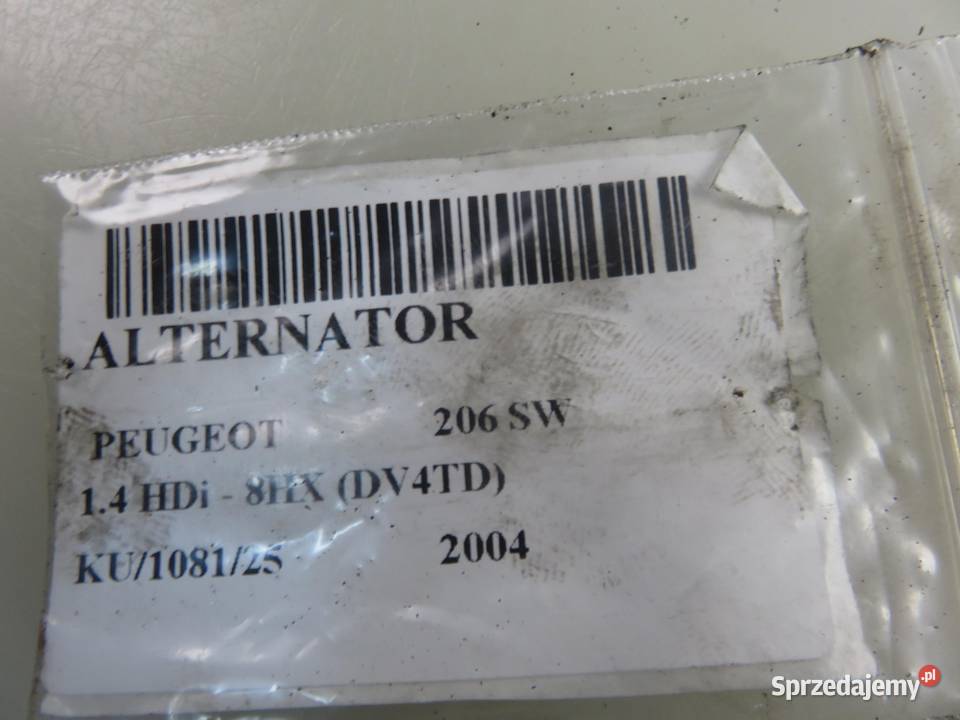 ALTERNATOR
PEUGEOT 206 SW
1.4 HDi - 8HX (DV4TD)
KU/1081/25 2004
Sprzedajemy.pl